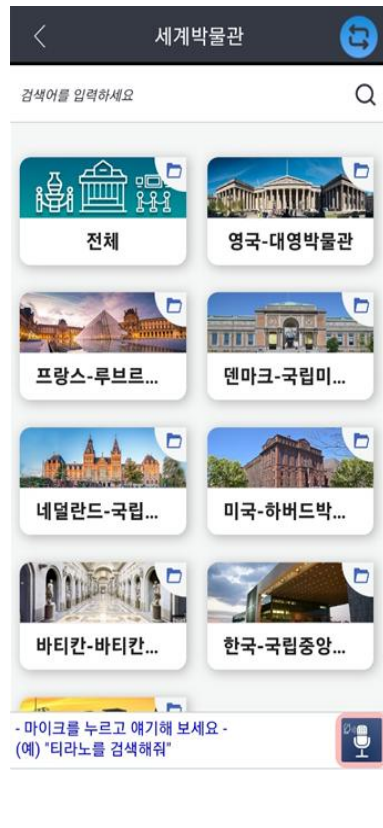 세계박물관
검색어를 입력하세요
전체
영국-대영박물관
프랑스-루브르...
덴마크-국립미...
네덜란드-국립...
미국-하버드박...
바티칸-바티칸...
한국-국립중앙...
- 마이크를 누르고 얘기해 보세요 -
(예) "티라노를 검색해줘"